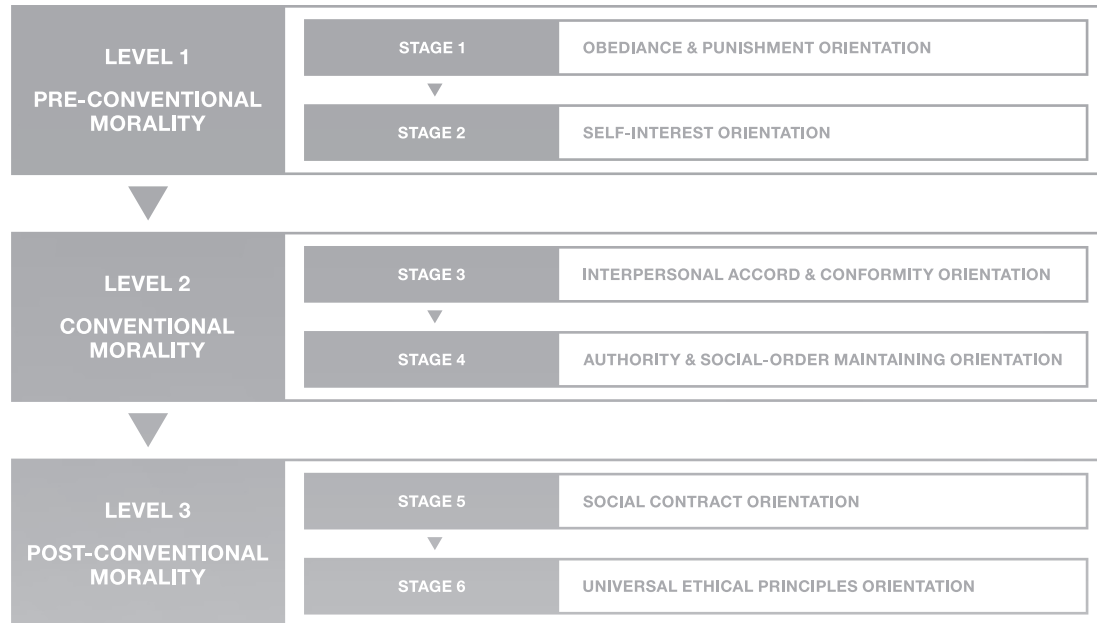 LEVEL 1
PRE-CONVENTIONAL
MORALITY
STAGE 1
OBEDIANCE & PUNISHMENT ORIENTATION
STAGE 2
SELF-INTEREST ORIENTATION
LEVEL 2
CONVENTIONAL
MORALITY
STAGE 3
INTERPERSONAL ACCORD & CONFORMITY ORIENTATION
STAGE 4
AUTHORITY & SOCIAL-ORDER MAINTAINING ORIENTATION
LEVEL 3
POST-CONVENTIONAL
MORALITY
STAGE 5
SOCIAL CONTRACT ORIENTATION
STAGE 6
UNIVERSAL ETHICAL PRINCIPLES ORIENTATION